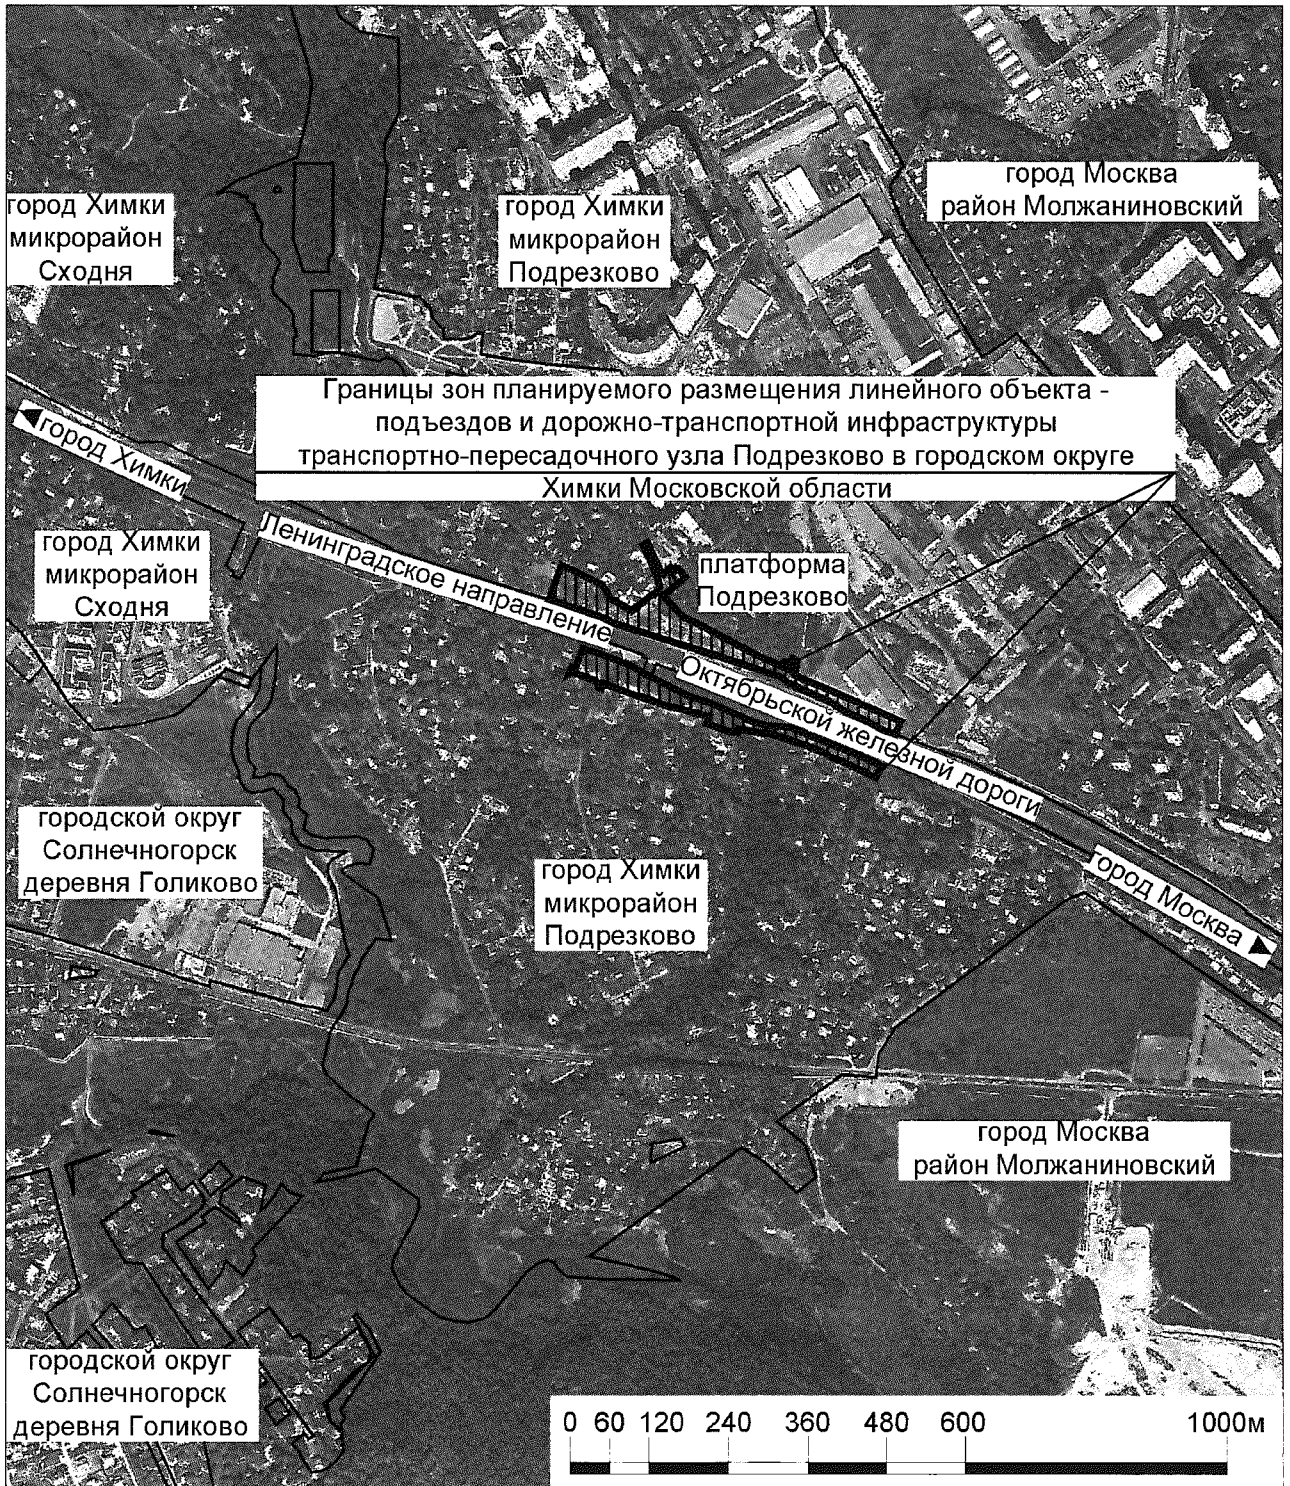 город Москва
район Молжаниновский
город Химки
микрорайон
Сходня
город Химки
микрорайон
Подрезково
Границы зон планируемого размещения линейного объекта -
подъездов и дорожно-транспортной инфраструктуры
транспортно-пересадочного узла Подрезково в городском округе
Химки Московской области
город Химки
Ленинградское направление
город Химки
микрорайон
Сходня
платформа
Подрезково
Октябрьской железной дороги
городской округ
Солнечногорск
деревня Голиково
город Химки
микрорайон
Подрезково
город Москва
город Москва
район Молжаниновский
городской округ
Солнечногорск
деревня Голиково
0 60 120 240 360 480 600 1000м